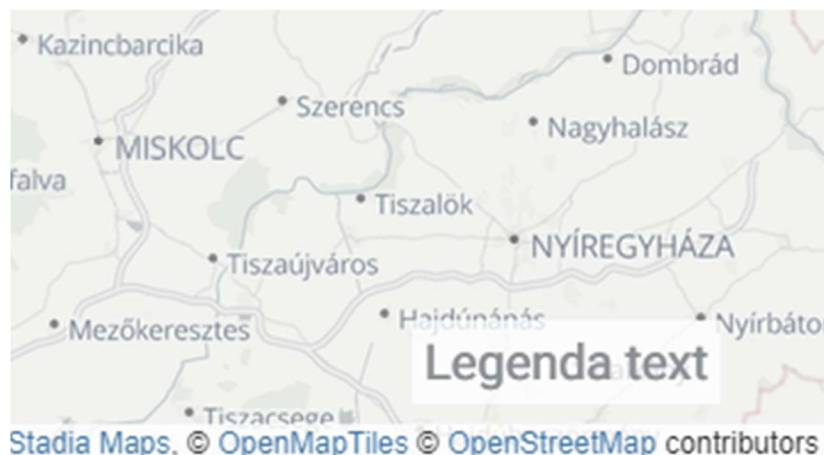 Kazincbarcika
Dombrád
Szerencs
Nagyhalász
MISKOLC
falva
Tiszalök
NYÍREGYHÁZA
Tiszaújváros
Hajdúnánás
Nyírbáto
Mezőkeresztes
Legenda text
Tiszacsege
Stadia Maps, © OpenMapTiles © OpenStreetMap contributors